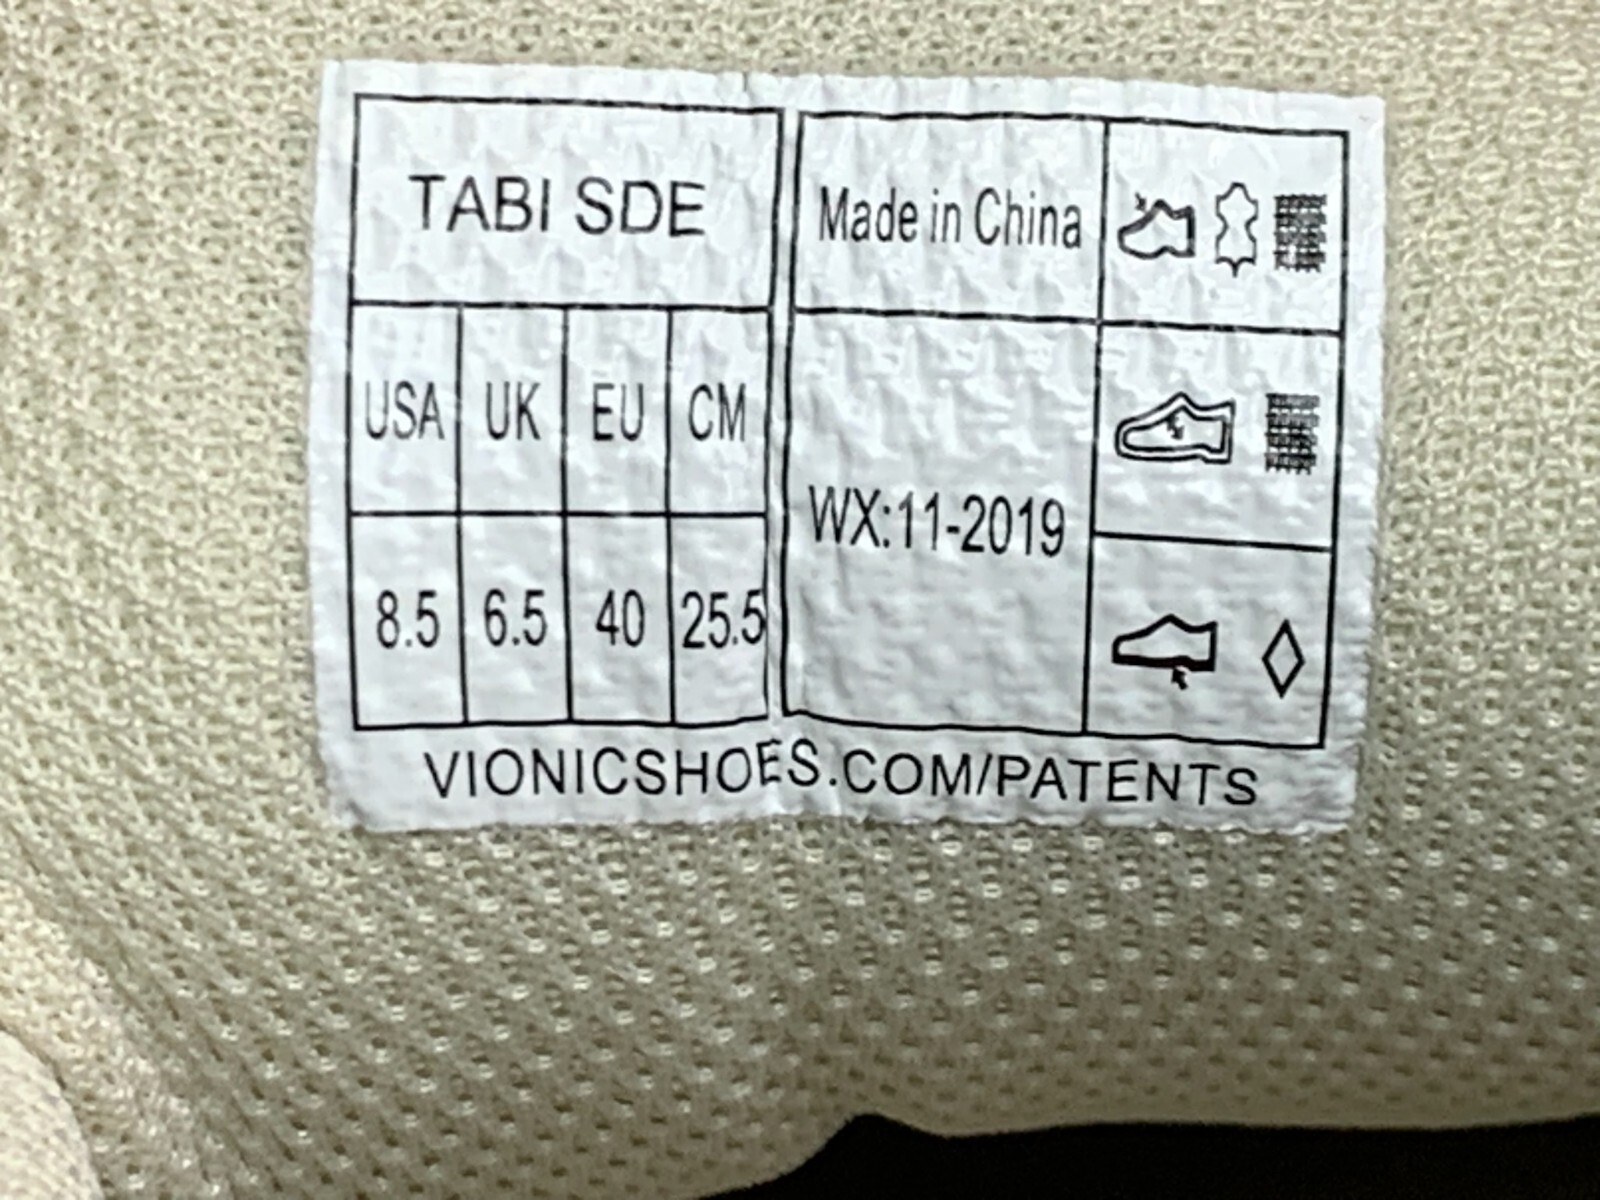 TABI SDE
USA UK EU CM
8.5 6.5 40 25.5
Made in China
WX:11-2019
VIONICSHOES.COM/PATENTS